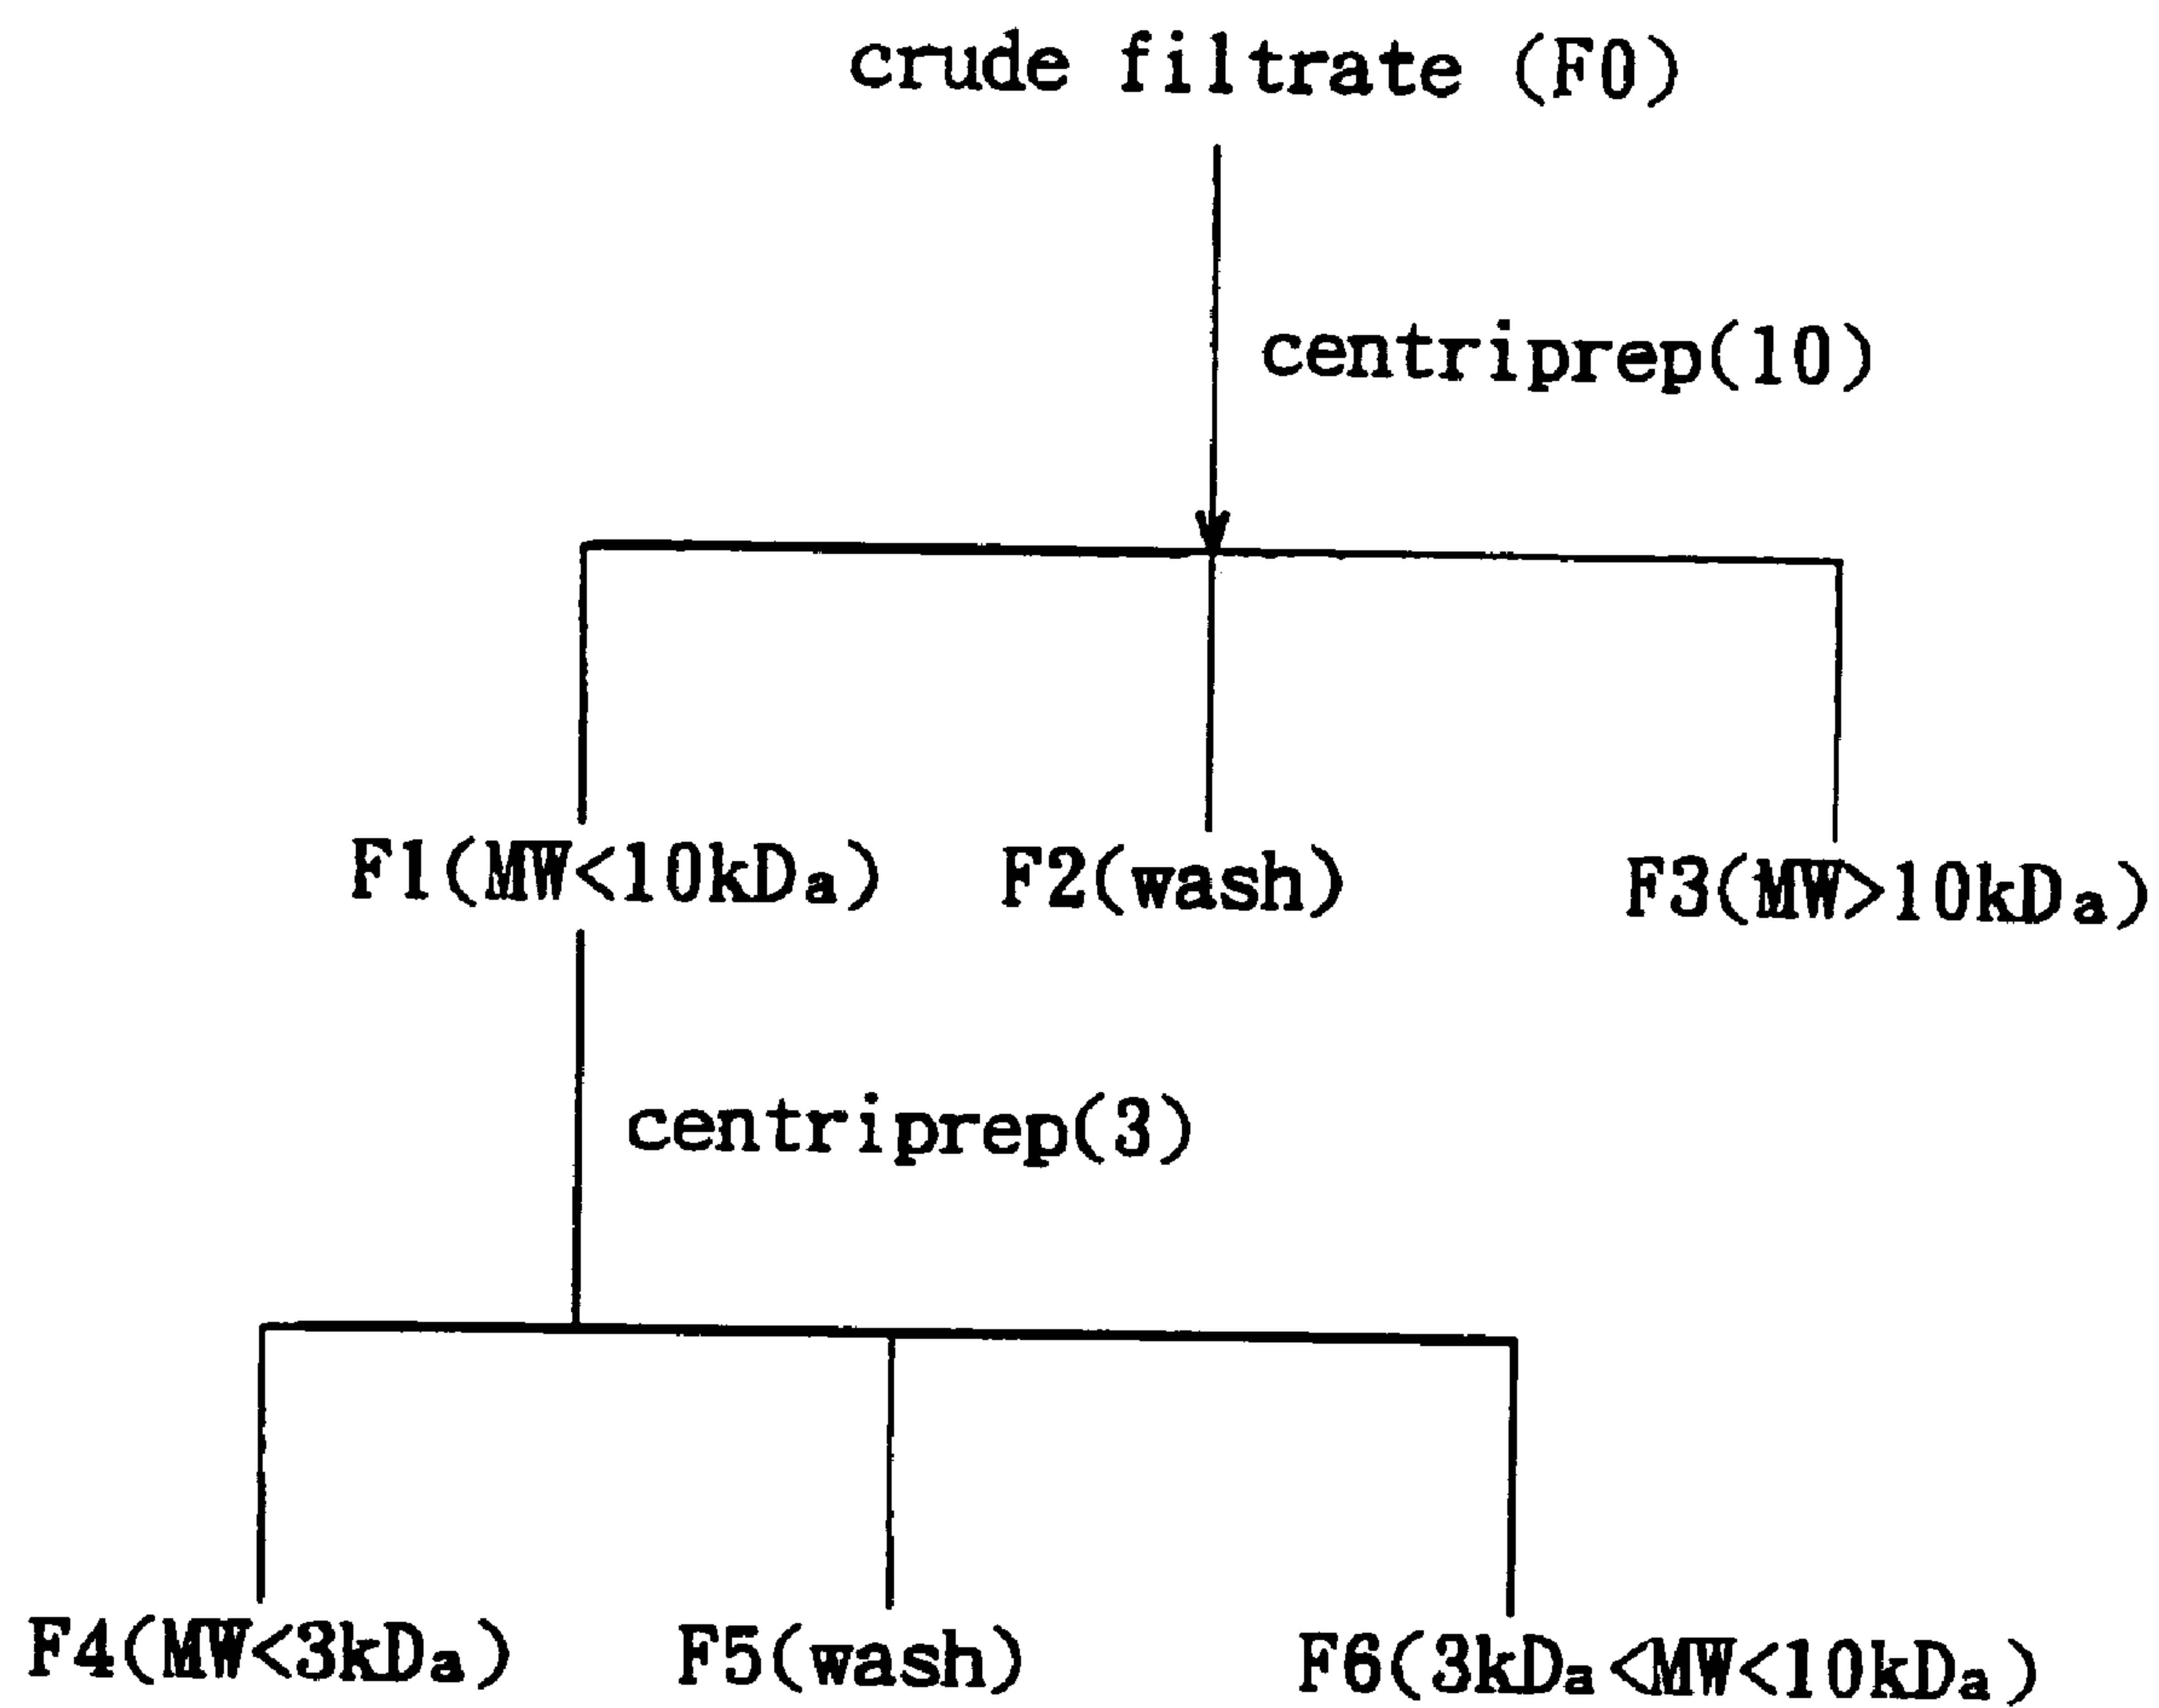 crude filtrate (F0)
centriprep(10)
F1(MW<10kDa)
F2(wash)
F3(MW>10kDa)
centriprep(3)
F4(MW<3kDa)
F5(wash)
F6(3kDa<MW<10kDa)